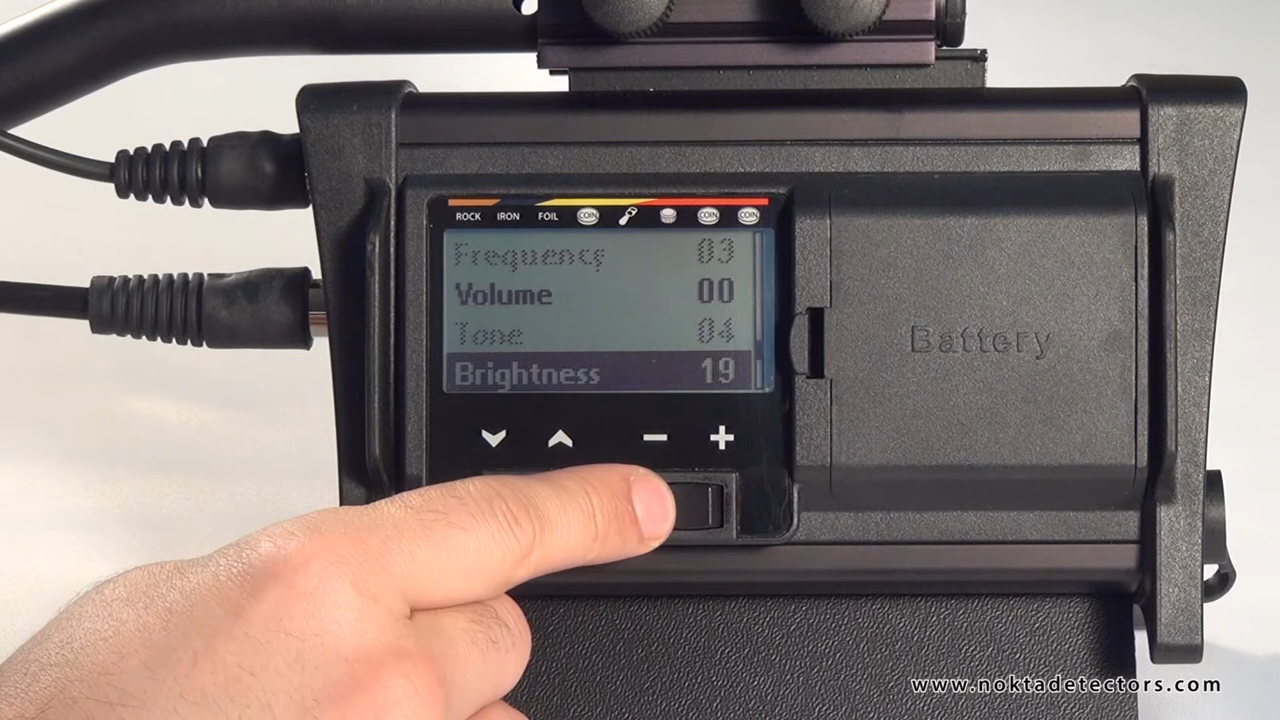 ROCK IRON FOIL COIN COIN COIN
Frequency 03
Volume 00
Tone 04
Brightness 19
Battery
www.noktadetectors.com